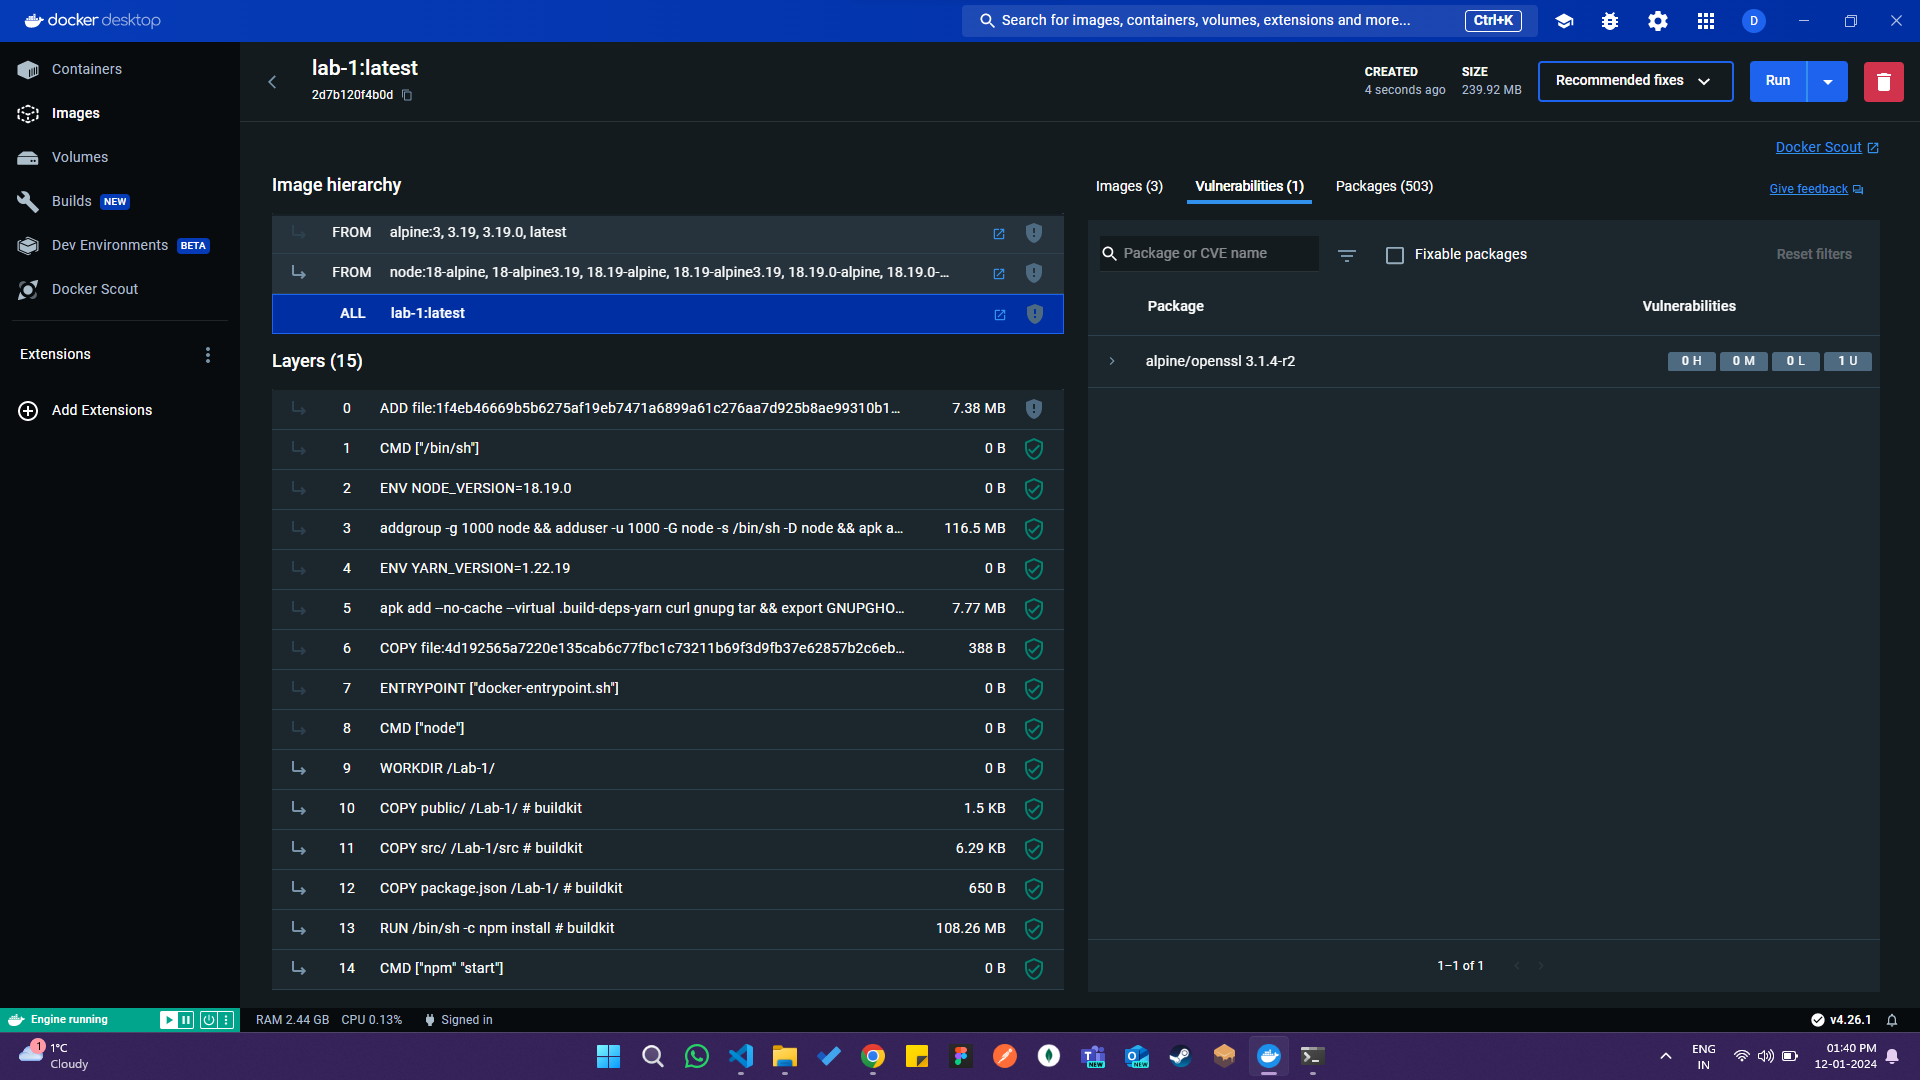 docker desktop
Search for images, containers, volumes, extensions and more...
Ctrl+K
D
Containers
Images
Volumes
Builds NEW
Dev Environments BETA
Docker Scout
Extensions
Add Extensions
lab-1:latest
2d7b120f4b0d
CREATED
4 seconds ago
SIZE
239.92 MB
Recommended fixes
Run
Docker Scout
Give feedback
Image hierarchy
FROM alpine:3, 3.19, 3.19.0, latest
FROM node:18-alpine, 18-alpine3.19, 18.19-alpine, 18.19-alpine3.19, 18.19.0-alpine, 18.19.0-...
ALL lab-1:latest
Layers (15)
0 ADD file:1f4eb46669b5b6275af19eb7471a6899a61c276aa7d925b8ae99310b1... 7.38 MB
1 CMD ["/bin/sh"] 0 B
2 ENV NODE_VERSION=18.19.0 0 B
3 addgroup -g 1000 node && adduser -u 1000 -G node -s /bin/sh -D node && apk a... 116.5 MB
4 ENV YARN_VERSION=1.22.19 0 B
5 apk add --no-cache --virtual .build-deps-yarn curl gnupg tar && export GNUPGHO... 7.77 MB
6 COPY file:4d192565a7220e135cab6c77fbc1c73211b69f3d9fb37e62857b2c6eb... 388 B
7 ENTRYPOINT ["docker-entrypoint.sh"] 0 B
8 CMD ["node"] 0 B
9 WORKDIR /Lab-1/ 0 B
10 COPY public/ /Lab-1/ # buildkit 1.5 KB
11 COPY src/ /Lab-1/src # buildkit 6.29 KB
12 COPY package.json /Lab-1/ # buildkit 650 B
13 RUN /bin/sh -c npm install # buildkit 108.26 MB
14 CMD ["npm" "start"] 0 B
Images (3)
Vulnerabilities (1)
Packages (503)
Package or CVE name
Fixable packages
Reset filters
Package
Vulnerabilities
alpine/openssl 3.1.4-r2
0 H
0 M
0 L
1 U
1–1 of 1
Engine running
RAM 2.44 GB CPU 0.13%
Signed in
v4.26.1
1
1°C
Cloudy
NEW
NEW
ENG
IN
01:40 PM
12-01-2024